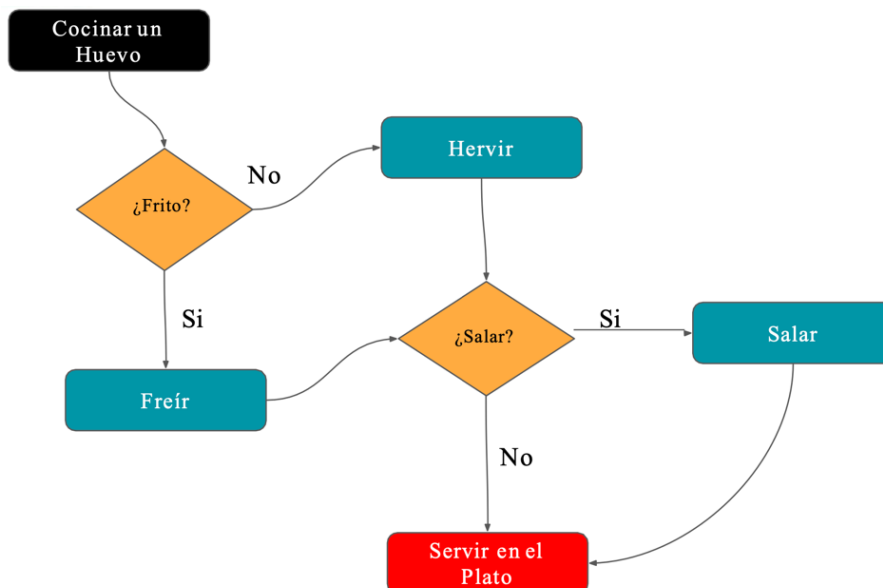 Cocinar un
Huevo
No
Hervir
¿Frito?
Si
¿Salar?
Si
Salar
Freír
No
Servir en el
Plato